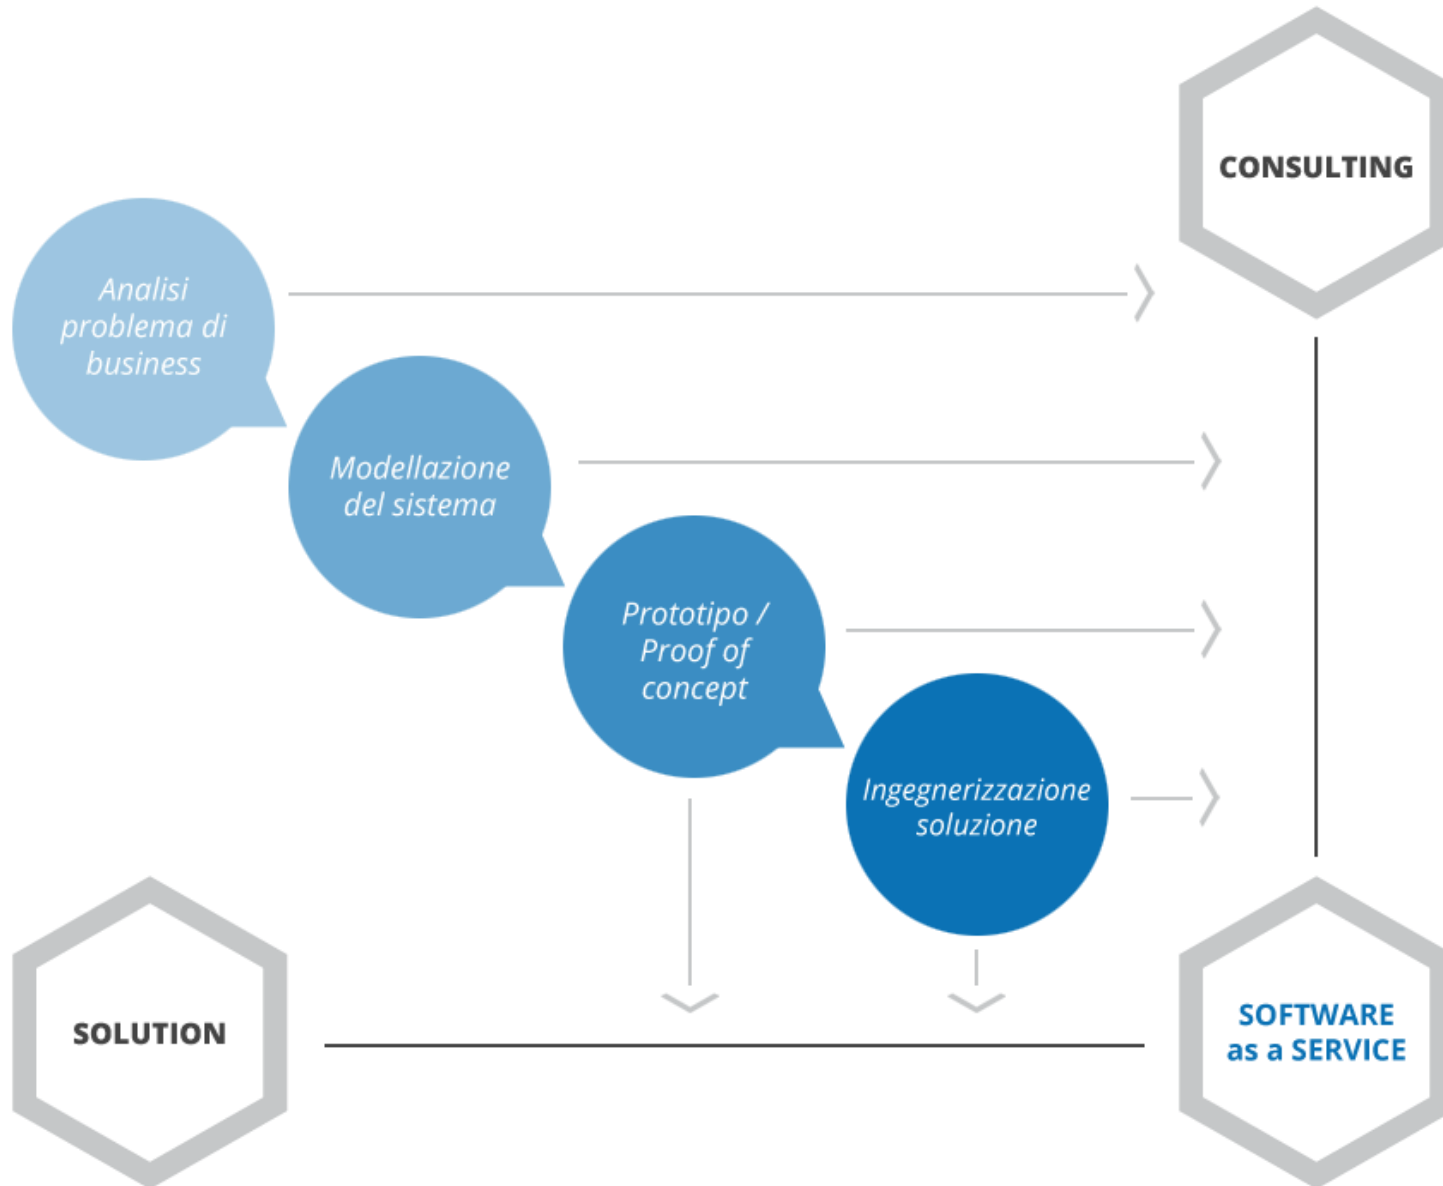 CONSULTING
Analisi
problema di
business
Modellazione
del sistema
Prototipo /
Proof of
concept
Ingegnerizzazione
soluzione
SOLUTION
SOFTWARE
as a SERVICE